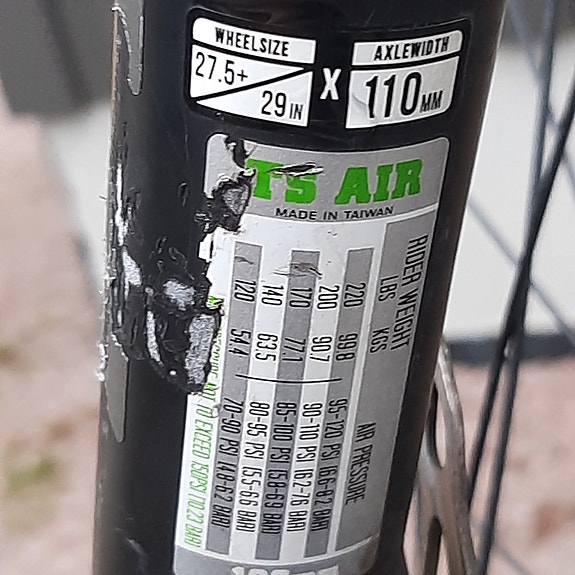 WHEELSIZE
27.5+
29IN
X
AXLEWIDTH
110MM
TS AIR
MADE IN TAIWAN
RIDER WEIGHT AIR PRESSURE
LBS KGS
220 99.8 95-120 PSI (6.6-8.2 BAR)
200 90.7 90-110 PSI (6.2-7.6 BAR)
170 77.1 85-100 PSI (5.8-6.9 BAR)
140 63.5 80-95 PSI (5.5-6.6 BAR)
120 54.4 70-90 PSI (4.8-6.2 BAR)
NOT TO EXCEED 150PSI [10.23 BAR]